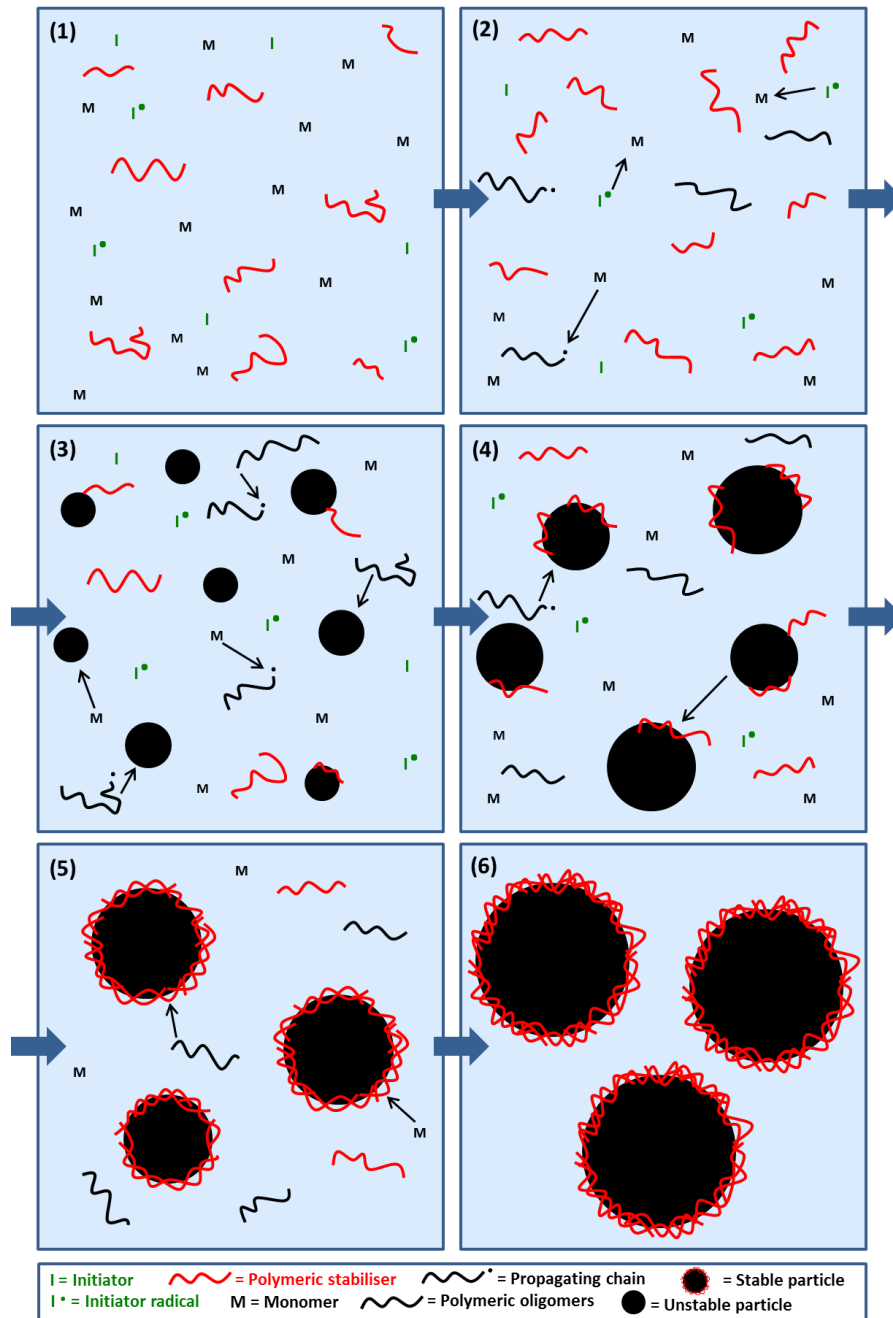 (1)
I M I
M
M I •
M
M
M
M
M
I • I
M
M
I
M I •
M
M
(2)
M
I M I •
M
I •
M
M
M I •
I
M M
(3)
I M
I •
M
I •
M
I • I
M M
I •
M
(4)
M
I •
M
I •
M
M
M I •
M M
(5)
M
M
M
(6)
I = Initiator = Polymeric stabiliser = Propagating chain = Stable particle
I • = Initiator radical M = Monomer = Polymeric oligomers = Unstable particle